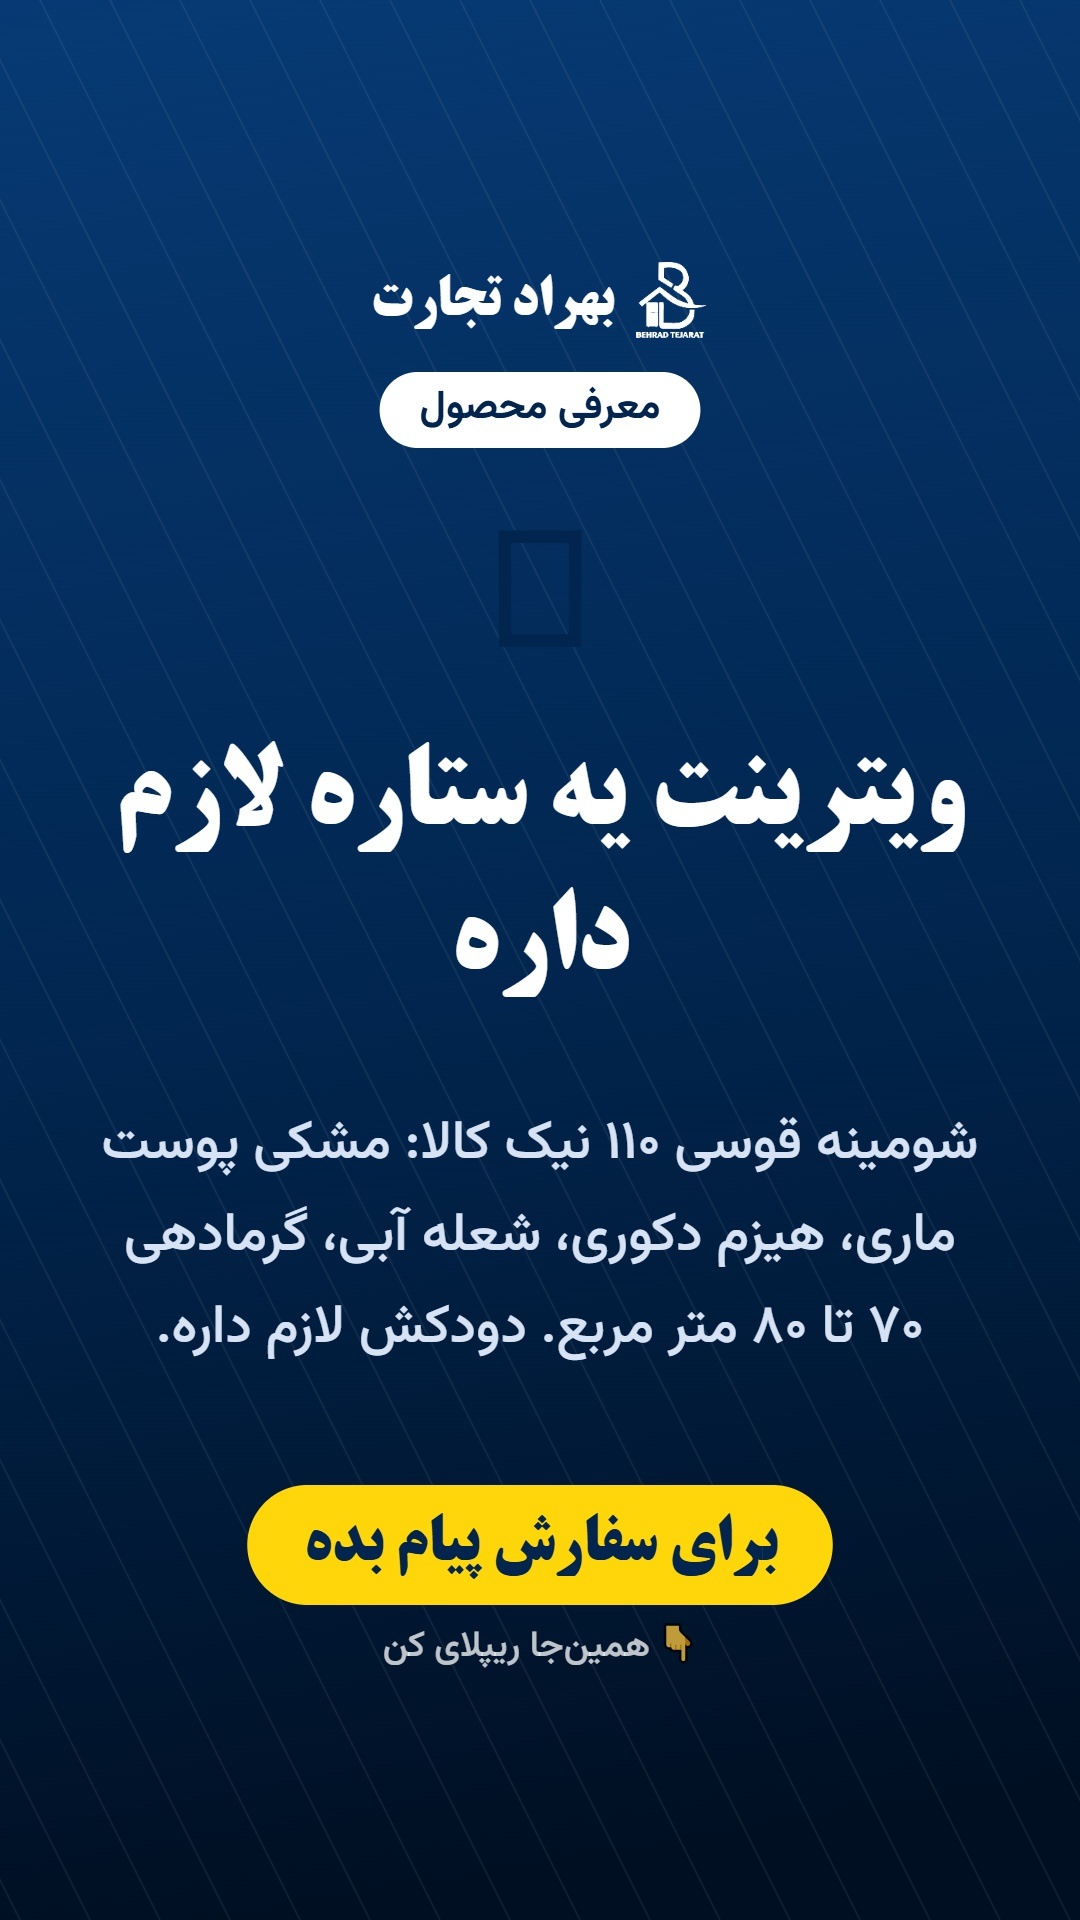 بهراد تجارت
BEHRAD TEJARAT
معرفی محصول
ویترینت یه ستاره لازم
داره
شومینه قوسی ۱۱۰ نیک کالا: مشکی پوست
ماری، هیزم دکوری، شعله آبی، گرمادهی
۷۰ تا ۸۰ متر مربع. دودکش لازم داره.
برای سفارش پیام بده
👇 همین‌جا ریپلای کن